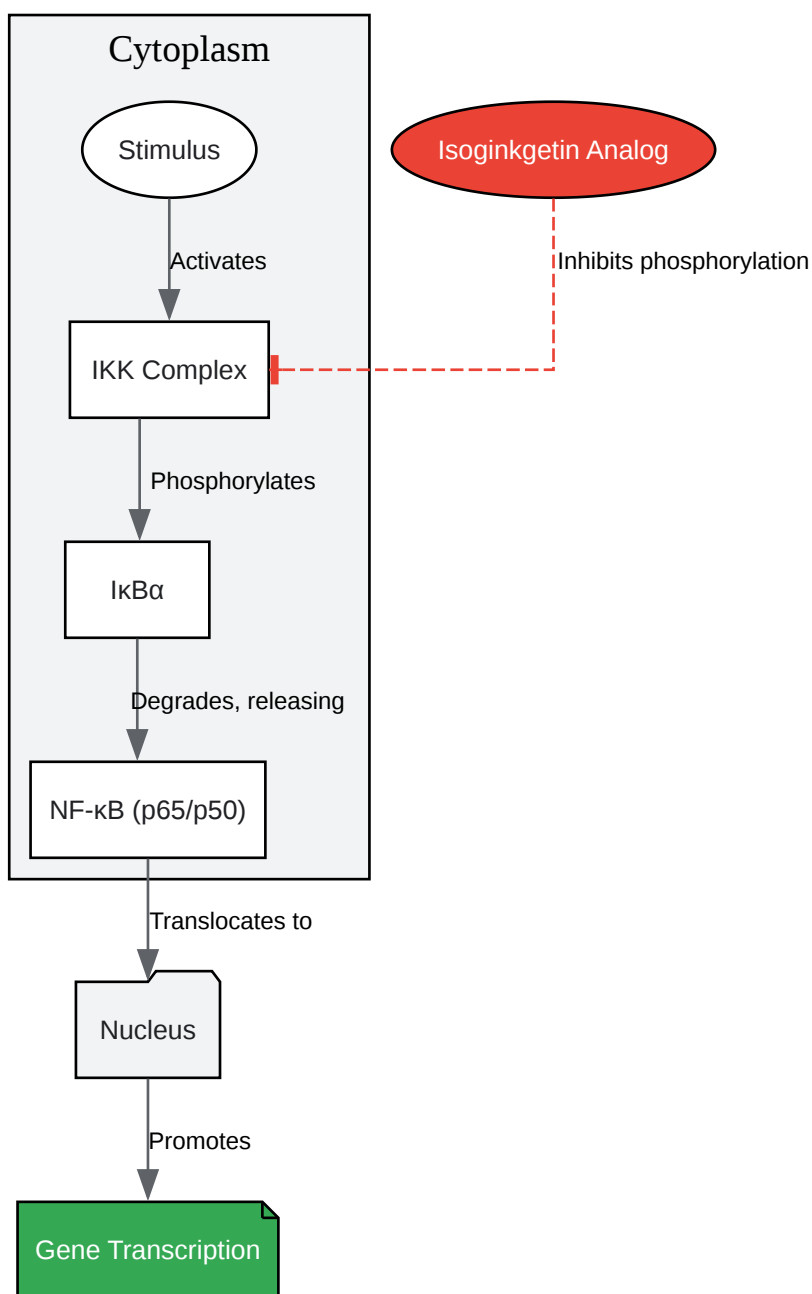 Cytoplasm
Stimulus
Isoginkgetin Analog
Activates
Inhibits phosphorylation
IKK Complex
Phosphorylates
IκBα
Degrades, releasing
NF-κB (p65/p50)
Translocates to
Nucleus
Promotes
Gene Transcription